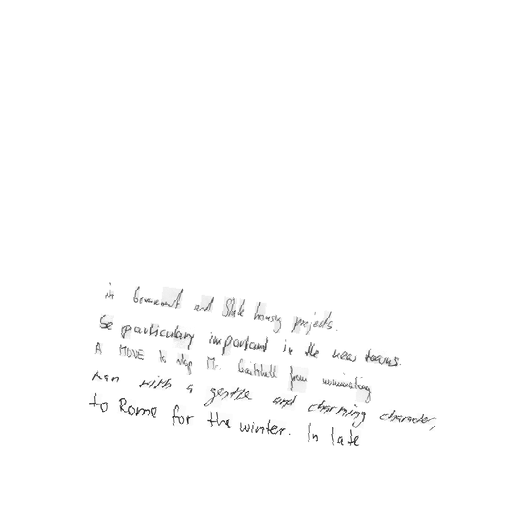 in Government and State housing projects.
be particulary important in the new towns.
A MOVE to stop Mr. Gaitskell from nominating
man with a gentle and charming character,
to Rome for the winter. In late